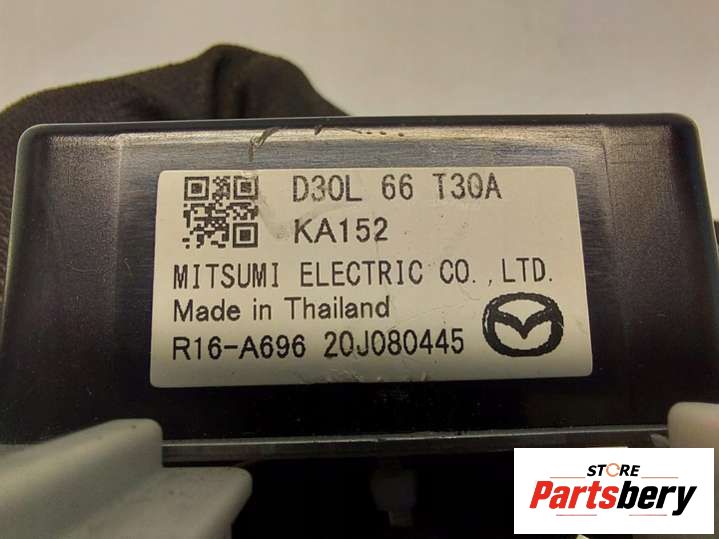 D30L 66 T30A
KA152
MITSUMI ELECTRIC CO.,LTD.
Made in Thailand
R16-A696 20J080445
STORE
Partsbery